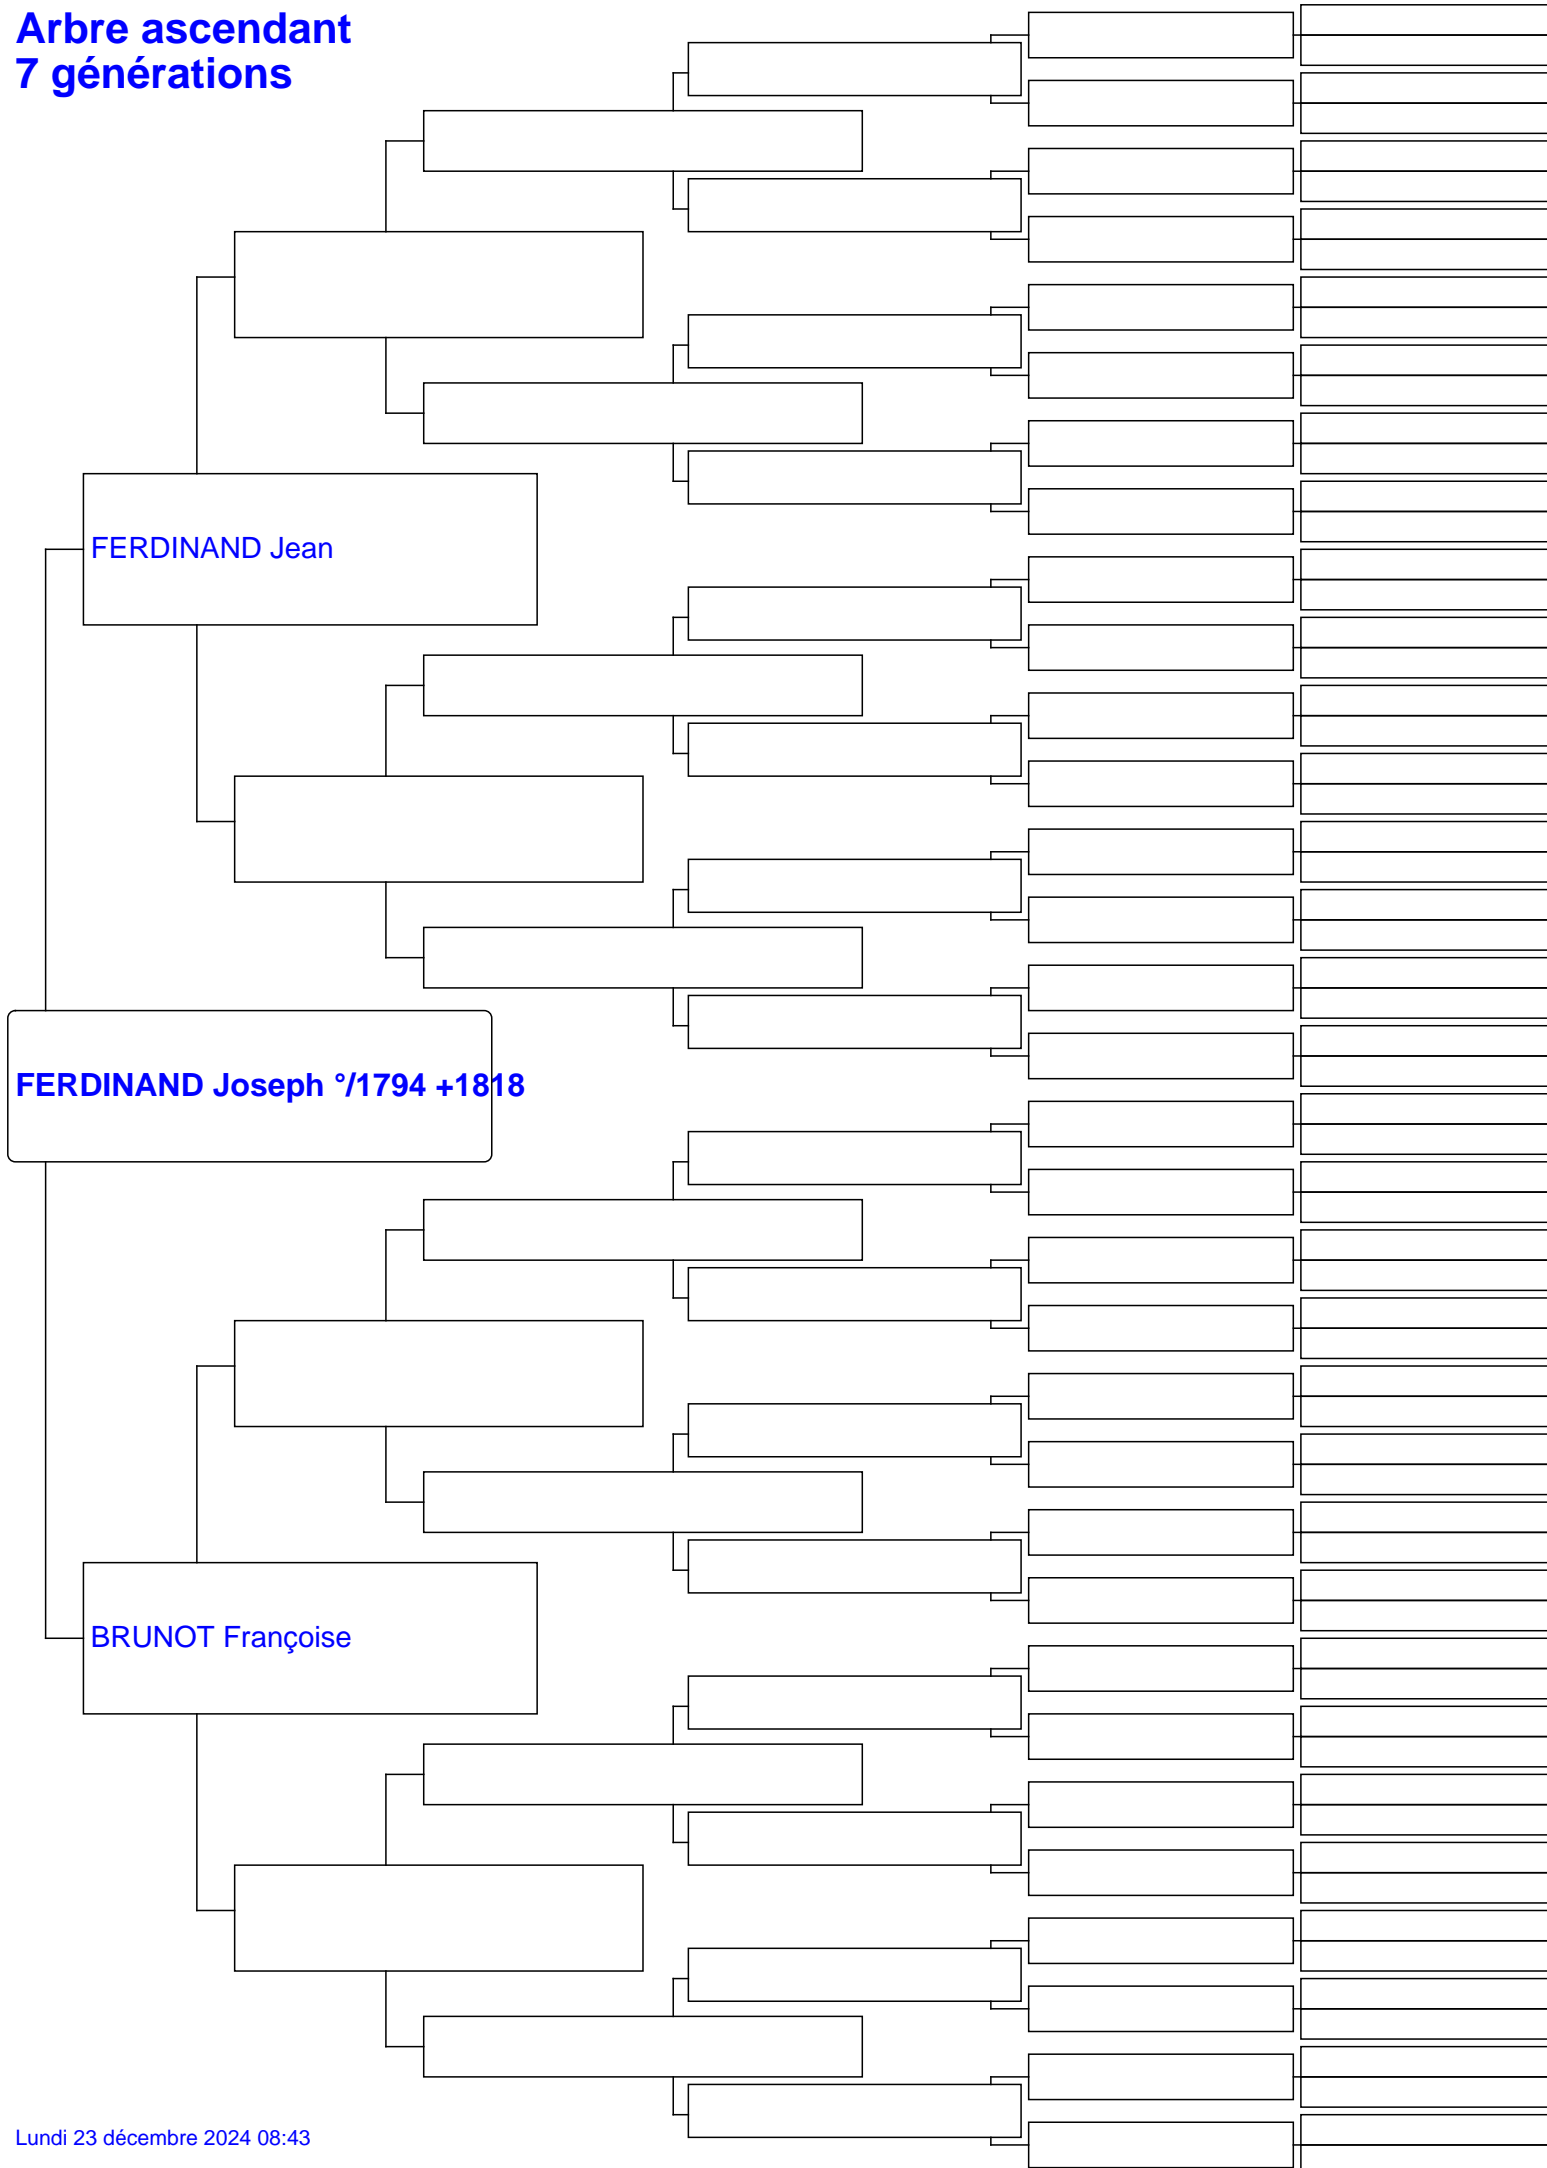 Arbre ascendant
7 générations
FERDINAND Jean
FERDINAND Joseph °/1794 +1818
BRUNOT Françoise
Lundi 23 décembre 2024 08:43